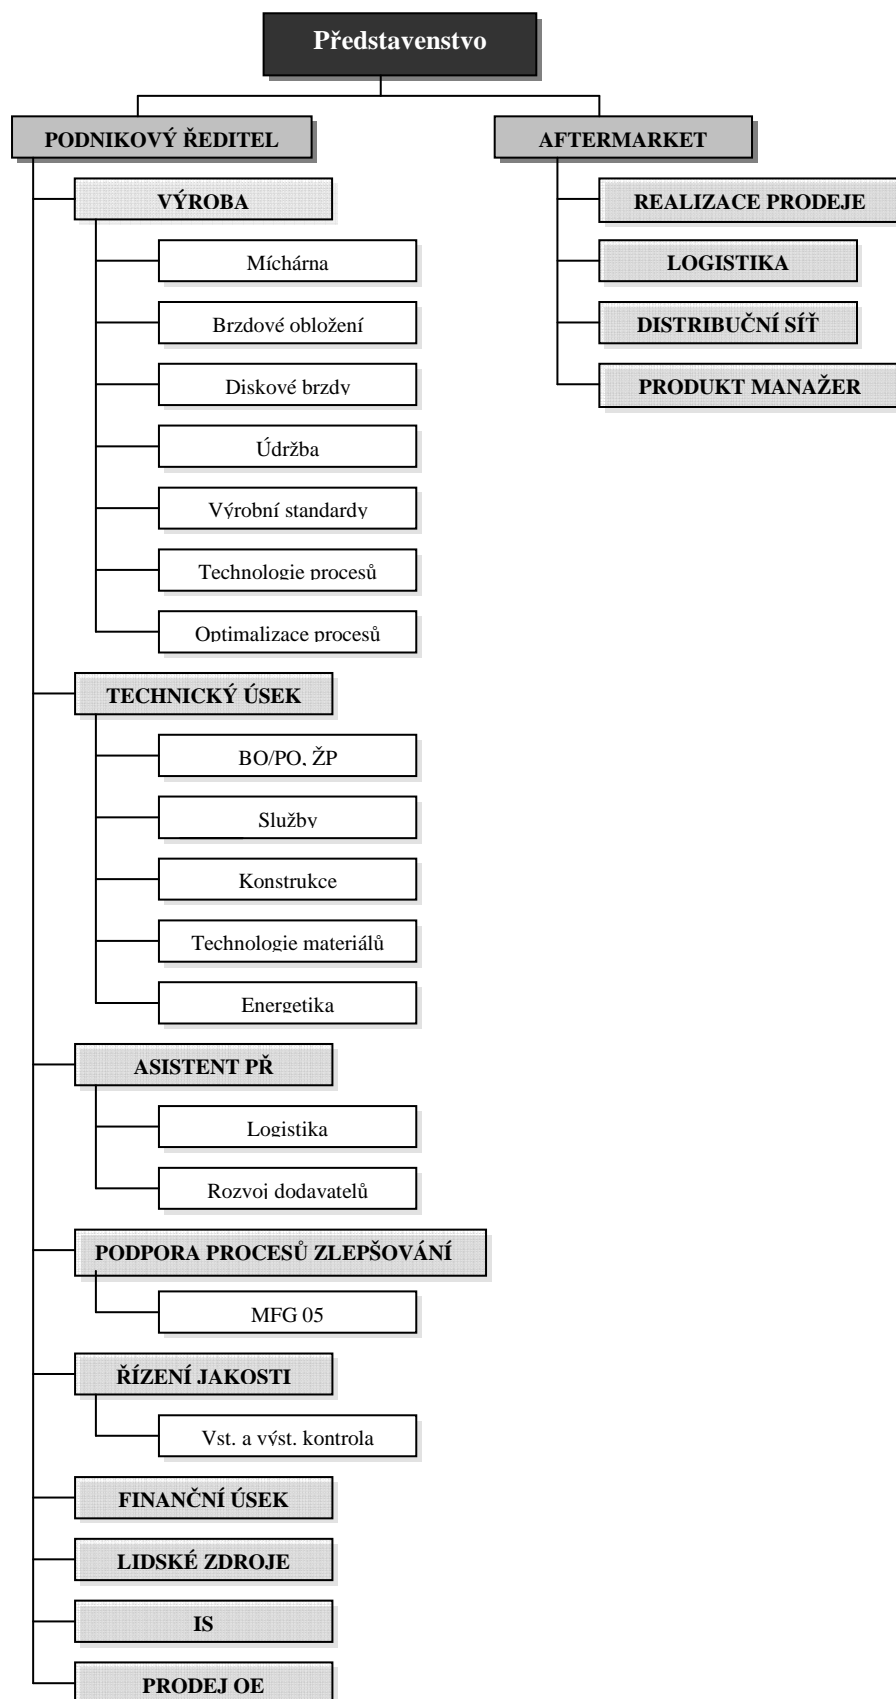 Představenstvo
PODNIKOVÝ ŘEDITEL
AFTERMARKET
VÝROBA
Míchárna
Brzdové obložení
Diskové brzdy
Údržba
Výrobní standardy
Technologie procesů
Optimalizace procesů
TECHNICKÝ ÚSEK
BO/PO, ŽP
Služby
Konstrukce
Technologie materiálů
Energetika
ASISTENT PŘ
Logistika
Rozvoj dodavatelů
PODPORA PROCESŮ ZLEPŠOVÁNÍ
MFG 05
ŘÍZENÍ JAKOSTI
Vst. a výst. kontrola
FINANČNÍ ÚSEK
LIDSKÉ ZDROJE
IS
PRODEJ OE
REALIZACE PRODEJE
LOGISTIKA
DISTRIBUČNÍ SÍŤ
PRODUKT MANAŽER